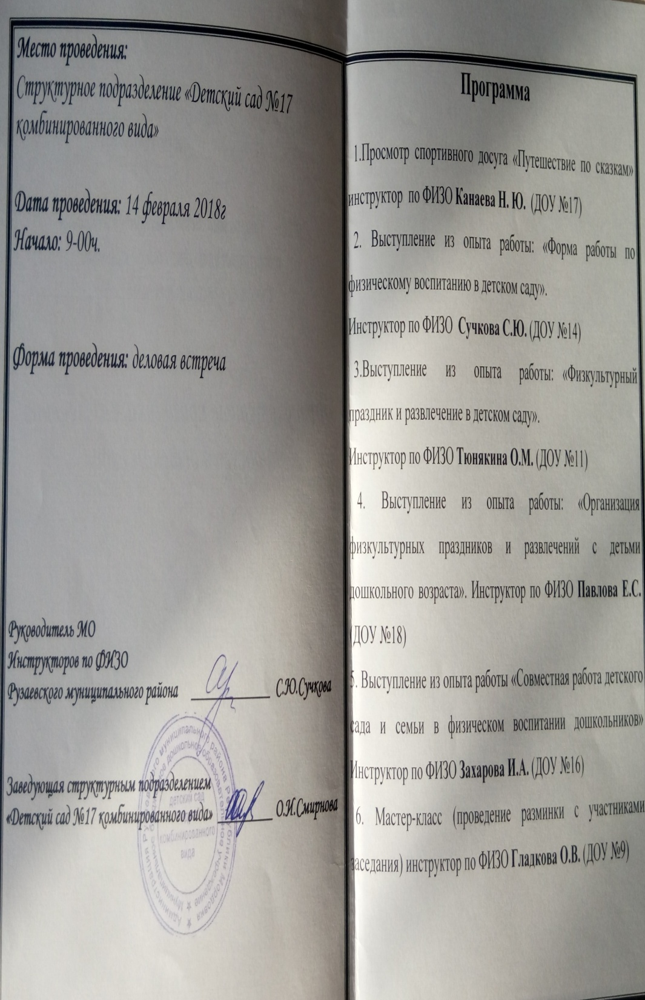 Место проведения:
Структурное подразделение «Детский сад №17
комбинированного вида»
Дата проведения: 14 февраля 2018г
Начало: 9-00ч.
Форма проведения: деловая встреча
Руководитель МО
Инструкторов по ФИЗО
Рузаевского муниципального района С.Ю.Сучкова
Заведующая структурным подразделением
«Детский сад №17 комбинированного вида» О.И.Смирнова
детский сад
комбинированного
вида
Программа
1.Просмотр спортивного досуга «Путешествие по сказкам»
инструктор по ФИЗО Канаева Н. Ю. (ДОУ №17)
2. Выступление из опыта работы: «Форма работы по
физическому воспитанию в детском саду».
Инструктор по ФИЗО Сучкова С.Ю. (ДОУ №14)
3.Выступление из опыта работы: «Физкультурный
праздник и развлечение в детском саду».
Инструктор по ФИЗО Тюнякина О.М. (ДОУ №11)
4. Выступление из опыта работы: «Организация
физкультурных праздников и развлечений с детьми
дошкольного возраста». Инструктор по ФИЗО Павлова Е.С.
(ДОУ №18)
5. Выступление из опыта работы «Совместная работа детского
сада и семьи в физическом воспитании дошкольников»
Инструктор по ФИЗО Захарова И.А. (ДОУ №16)
6. Мастер-класс (проведение разминки с участниками
заседания) инструктор по ФИЗО Гладкова О.В. (ДОУ №9)